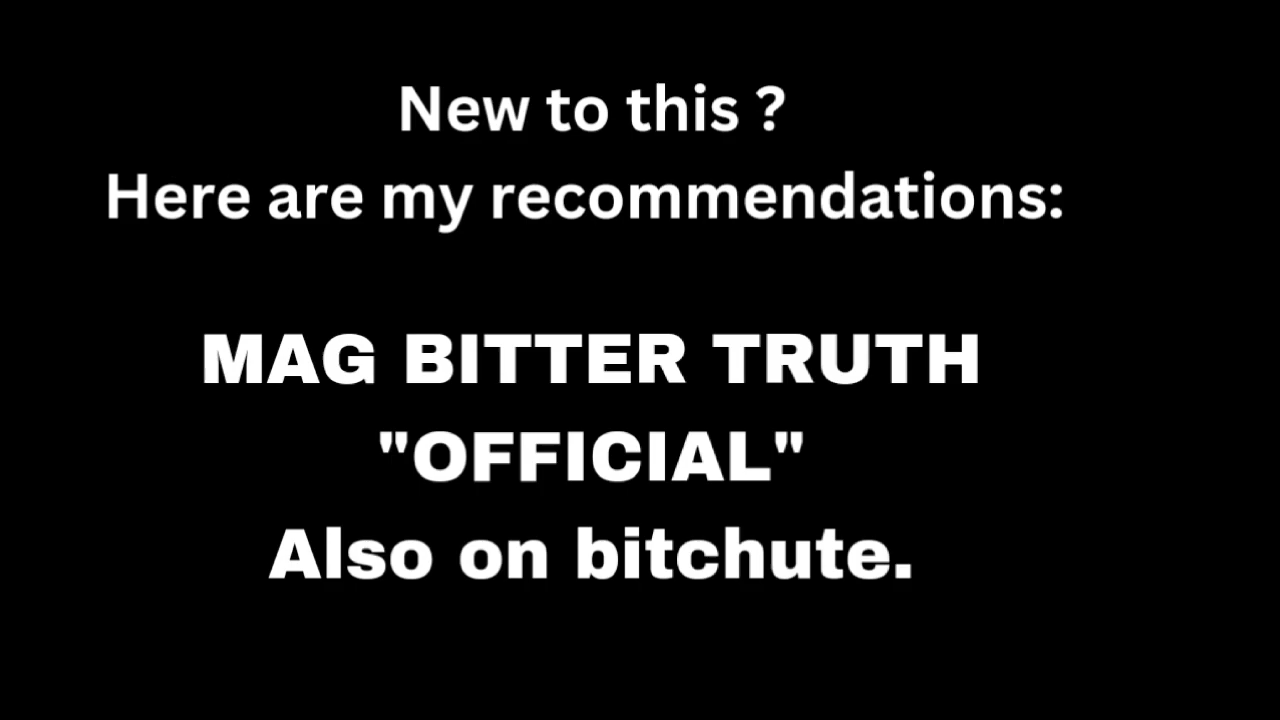 New to this ?
Here are my recommendations:
MAG BITTER TRUTH
"OFFICIAL"
Also on bitchute.